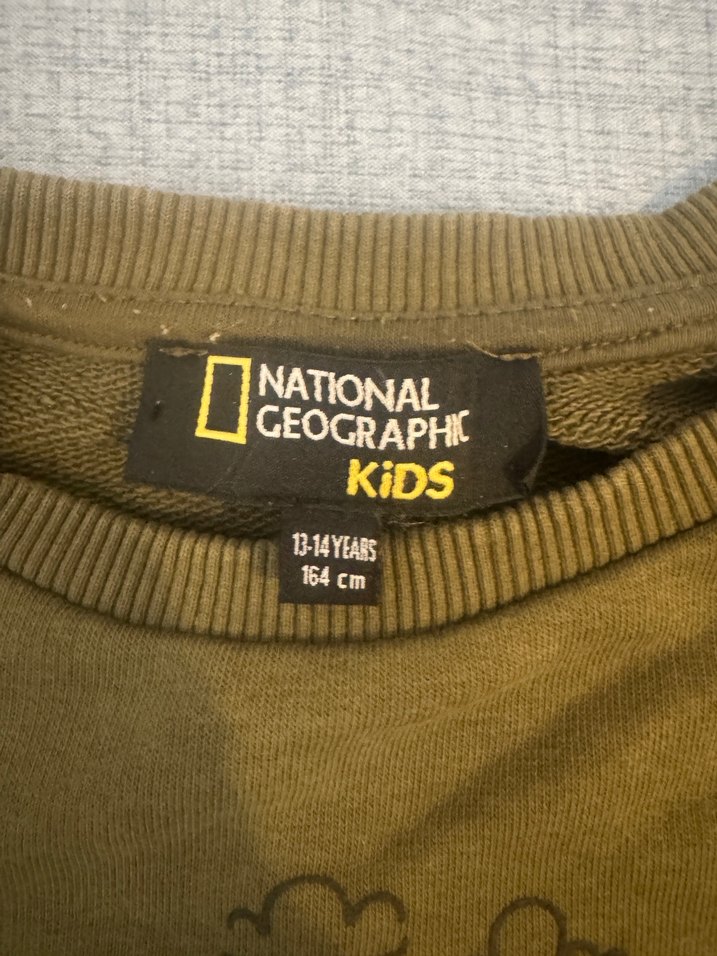 NATIONAL
GEOGRAPHIC
KiDS
13-14 YEARS
164 cm